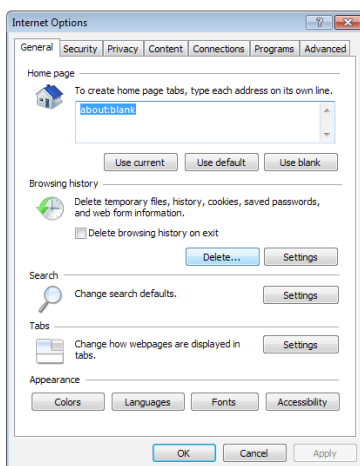 Internet Options
General Security Privacy Content Connections Programs Advanced
Home page
To create home page tabs, type each address on its own line.
about:blank
Use current Use default Use blank
Browsing history
Delete temporary files, history, cookies, saved passwords,
and web form information.
Delete browsing history on exit
Delete... Settings
Search
Change search defaults. Settings
Tabs
Change how webpages are displayed in
tabs.
Settings
Appearance
Colors Languages Fonts Accessibility
OK Cancel Apply